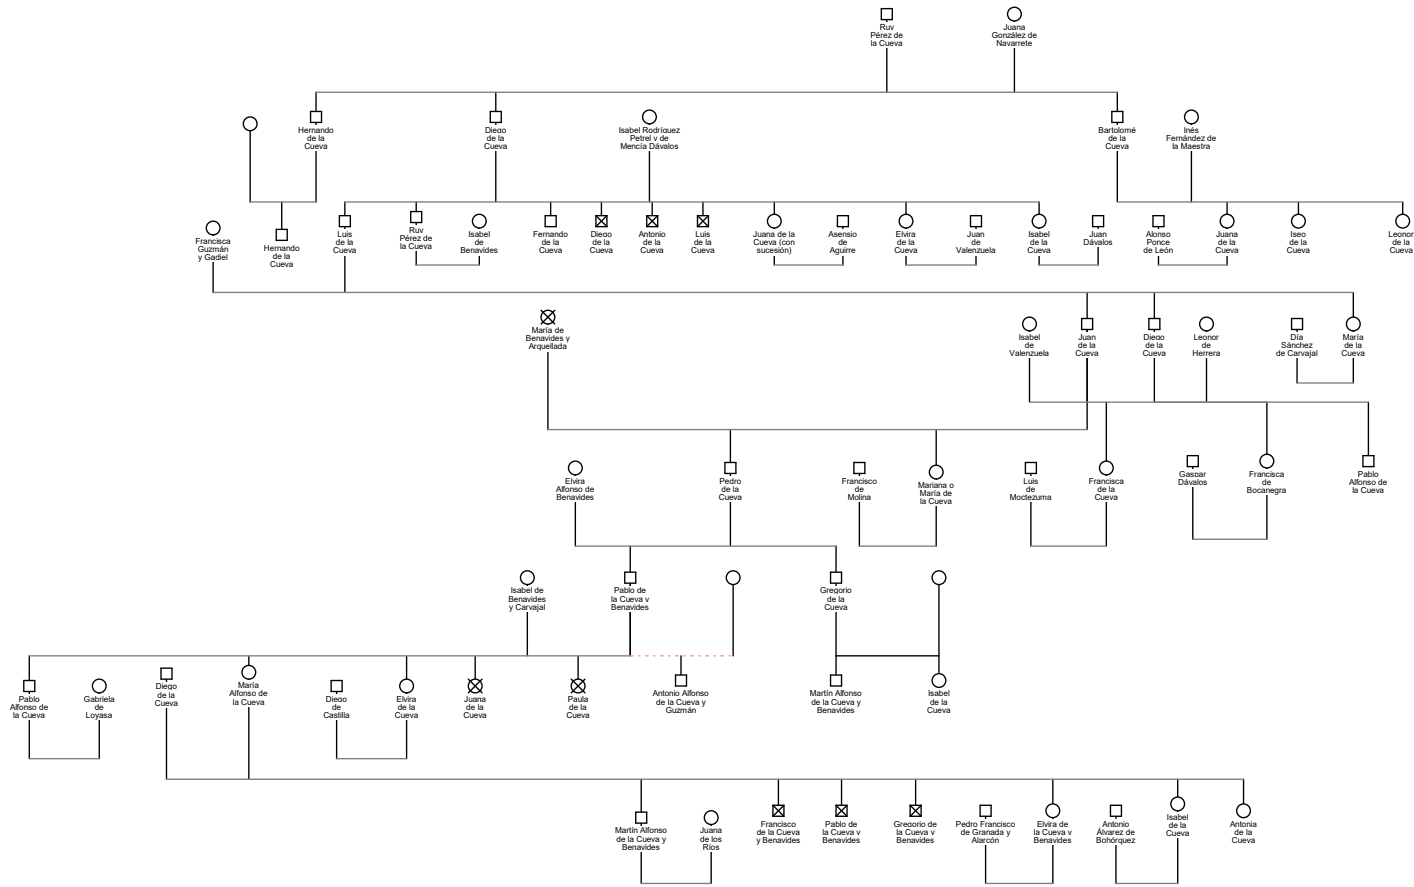 Ruy
Pérez de
la Cueva
Juana
González de
Navarrete
Hernando
de la
Cueva
Diego
de la
Cueva
Isabel Rodríguez
Petrel y de
Mencía Dávalos
Bartolomé
de la
Cueva
Inés
Fernández de
la Maestra
Francisca
Guzmán
y Gadiel
Hernando
de la
Cueva
Luis
de la
Cueva
Ruy
Pérez de
la Cueva
Isabel
de
Benavides
Fernando
de la
Cueva
Diego
de la
Cueva
Antonio
de la
Cueva
Luis
de la
Cueva
Juana de la
Cueva (con
sucesión)
Asensio
de
Aguirre
Elvira
de la
Cueva
Juan
de
Valenzuela
Isabel
de la
Cueva
Juan
Dávalos
Alonso
Ponce
de León
Juana
de la
Cueva
Iseo
de la
Cueva
Leonor
de la
Cueva
María de
Benavides y
Arquellada
Isabel
de
Valenzuela
Juan
de la
Cueva
Diego
de la
Cueva
Leonor
de
Herrera
Día
Sánchez
de Carvajal
María
de la
Cueva
Elvira
Alfonso de
Benavides
Pedro
de la
Cueva
Francisco
de
Molina
Mariana o
María de
la Cueva
Luis
de
Moctezuma
Francisca
de la
Cueva
Gaspar
Dávalos
Francisca
de
Bocanegra
Pablo
Alfonso de
la Cueva
Isabel de
Benavides
y Carvajal
Pablo de
la Cueva y
Benavides
Gregorio
de la
Cueva
Pablo
Alfonso de
la Cueva
Gabriela
de
Loyasa
Diego
de la
Cueva
María
Alfonso de
la Cueva
Diego
de
Castilla
Elvira
de la
Cueva
Juana
de la
Cueva
Paula
de la
Cueva
Antonio Alfonso
de la Cueva y
Guzmán
Martín Alfonso
de la Cueva y
Benavides
Isabel
de la
Cueva
Martín Alfonso
de la Cueva y
Benavides
Juana
de los
Ríos
Francisco
de la Cueva
y Benavides
Pablo de
la Cueva y
Benavides
Gregorio de
la Cueva y
Benavides
Pedro Francisco
de Granada y
Alarcón
Elvira de
la Cueva y
Benavides
Antonio
Álvarez de
Bohórquez
Isabel
de la
Cueva
Antonia
de la
Cueva